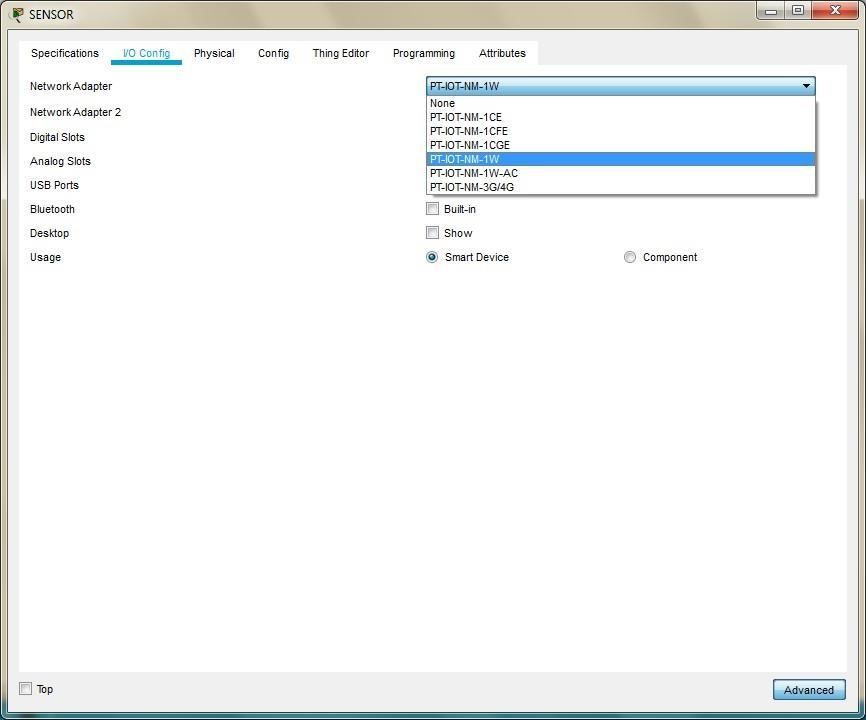 SENSOR
Specifications I/O Config Physical Config Thing Editor Programming Attributes
Network Adapter PT-IOT-NM-1W
None
Network Adapter 2 PT-IOT-NM-1CE
PT-IOT-NM-1CFE
Digital Slots
PT-IOT-NM-1CGE
Analog Slots PT-IOT-NM-1W
PT-IOT-NM-1W-AC
USB Ports PT-IOT-NM-3G/4G
Bluetooth Built-in
Desktop Show
Usage Smart Device Component
Top Advanced